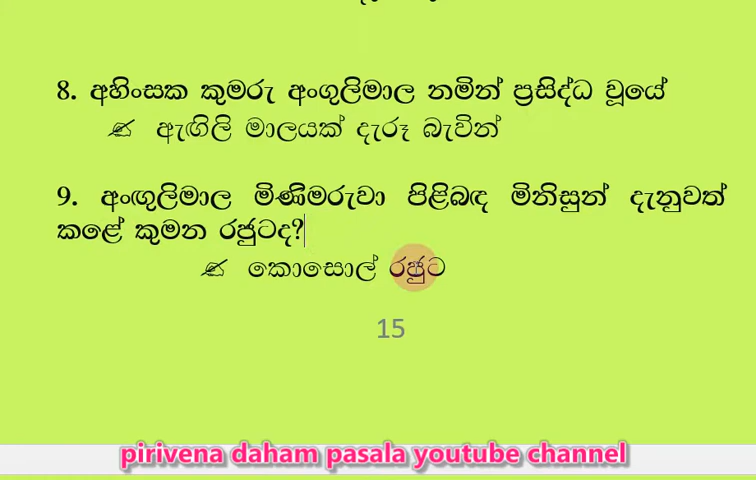 8. අහිංසක කුමරු අංගුලිමාල නමින් ප්‍රසිද්ධ වූයේ
ඇඟිලි මාලයක් දැරූ බැවින්
9. අංගුලිමාල මිනීමරුවා පිළිබඳ මිනිසුන් දැනුවත්
කළේ කුමන රජුටද?
කොසොල් රජුට
15
pirivena daham pasala youtube channel